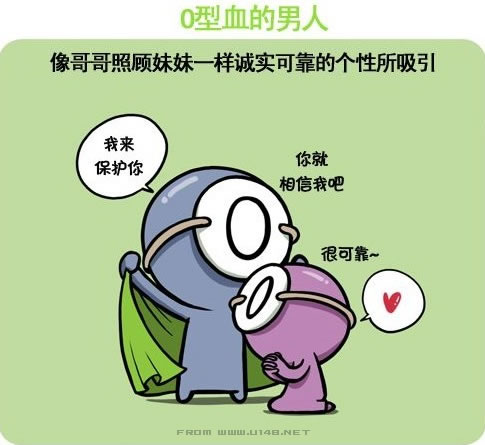 O型血的男人
像哥哥照顾妹妹一样诚实可靠的个性所吸引
我来
保护你
你就
相信我吧
很可靠~
O
O
FROM WWW.U148.NET